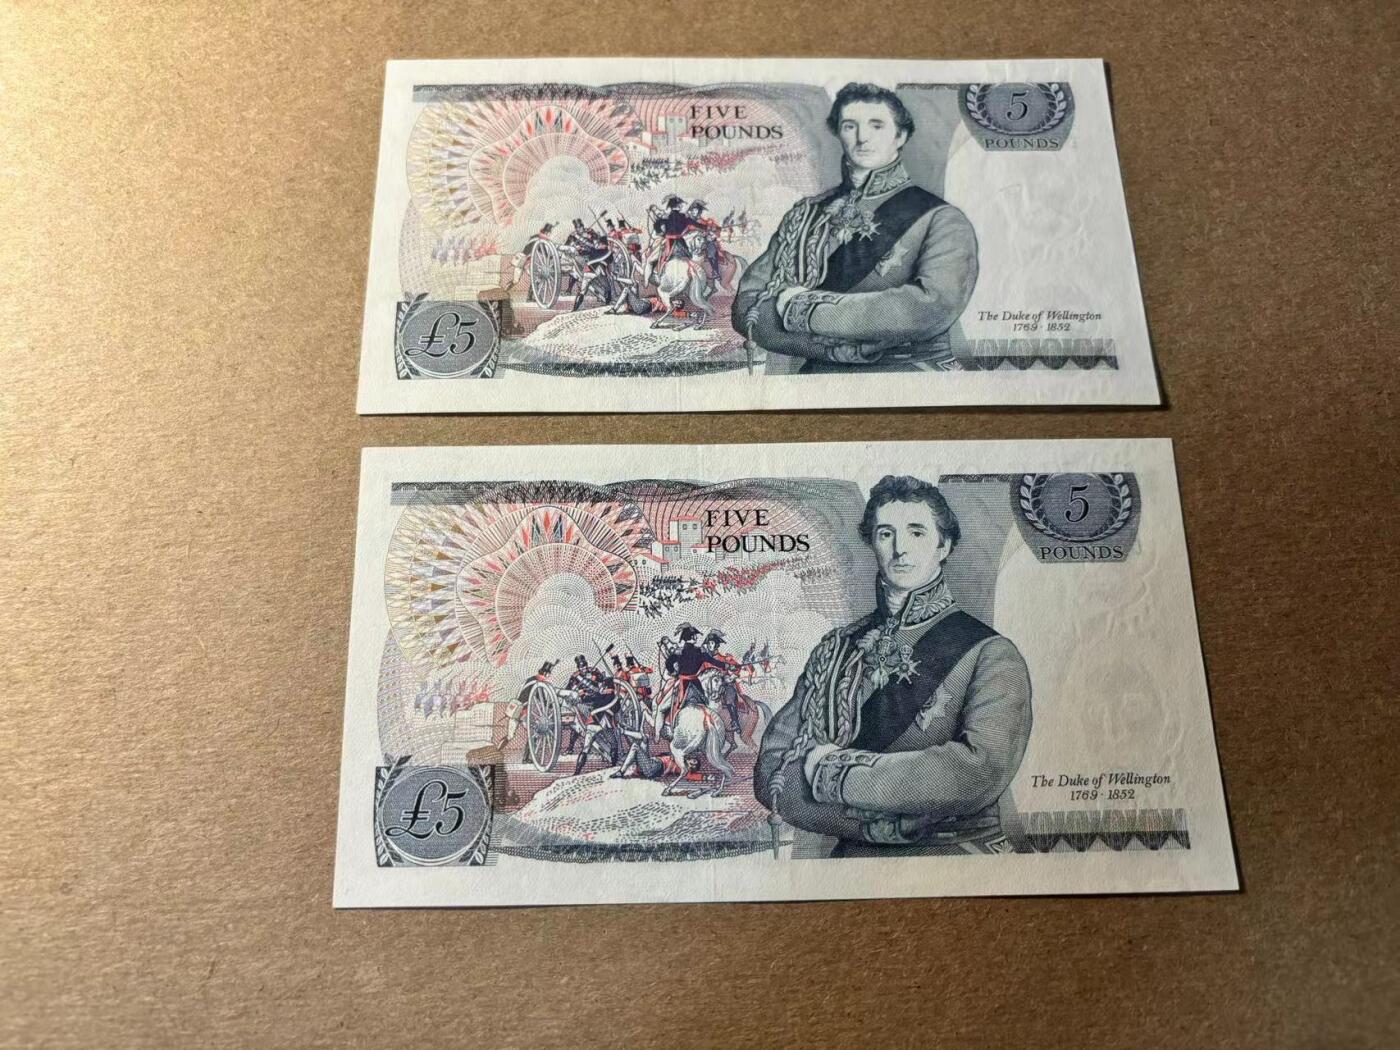 FIVE
POUNDS
5
POUNDS
The Duke of Wellington
1769 · 1852
£5
FIVE
POUNDS
5
POUNDS
The Duke of Wellington
1769 · 1852
£5